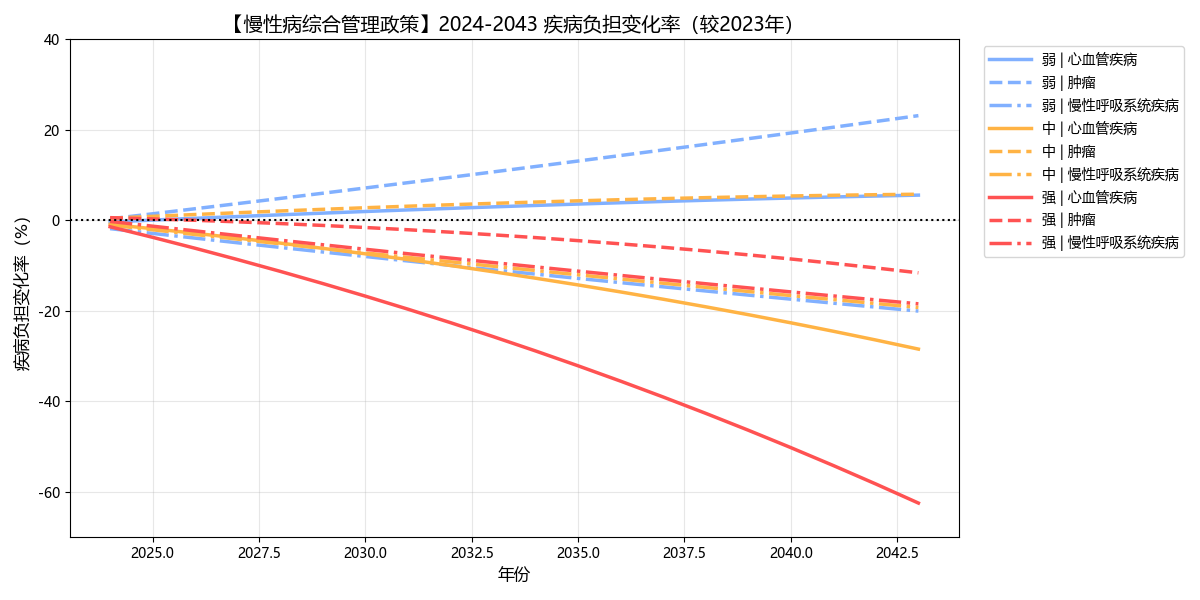 【慢性病综合管理政策】2024-2043 疾病负担变化率（较2023年）
疾病负担变化率（%）
40
20
0
-20
-40
-60
2025.0
2027.5
2030.0
2032.5
2035.0
2037.5
2040.0
2042.5
年份
弱 | 心血管疾病
弱 | 肿瘤
弱 | 慢性呼吸系统疾病
中 | 心血管疾病
中 | 肿瘤
中 | 慢性呼吸系统疾病
强 | 心血管疾病
强 | 肿瘤
强 | 慢性呼吸系统疾病